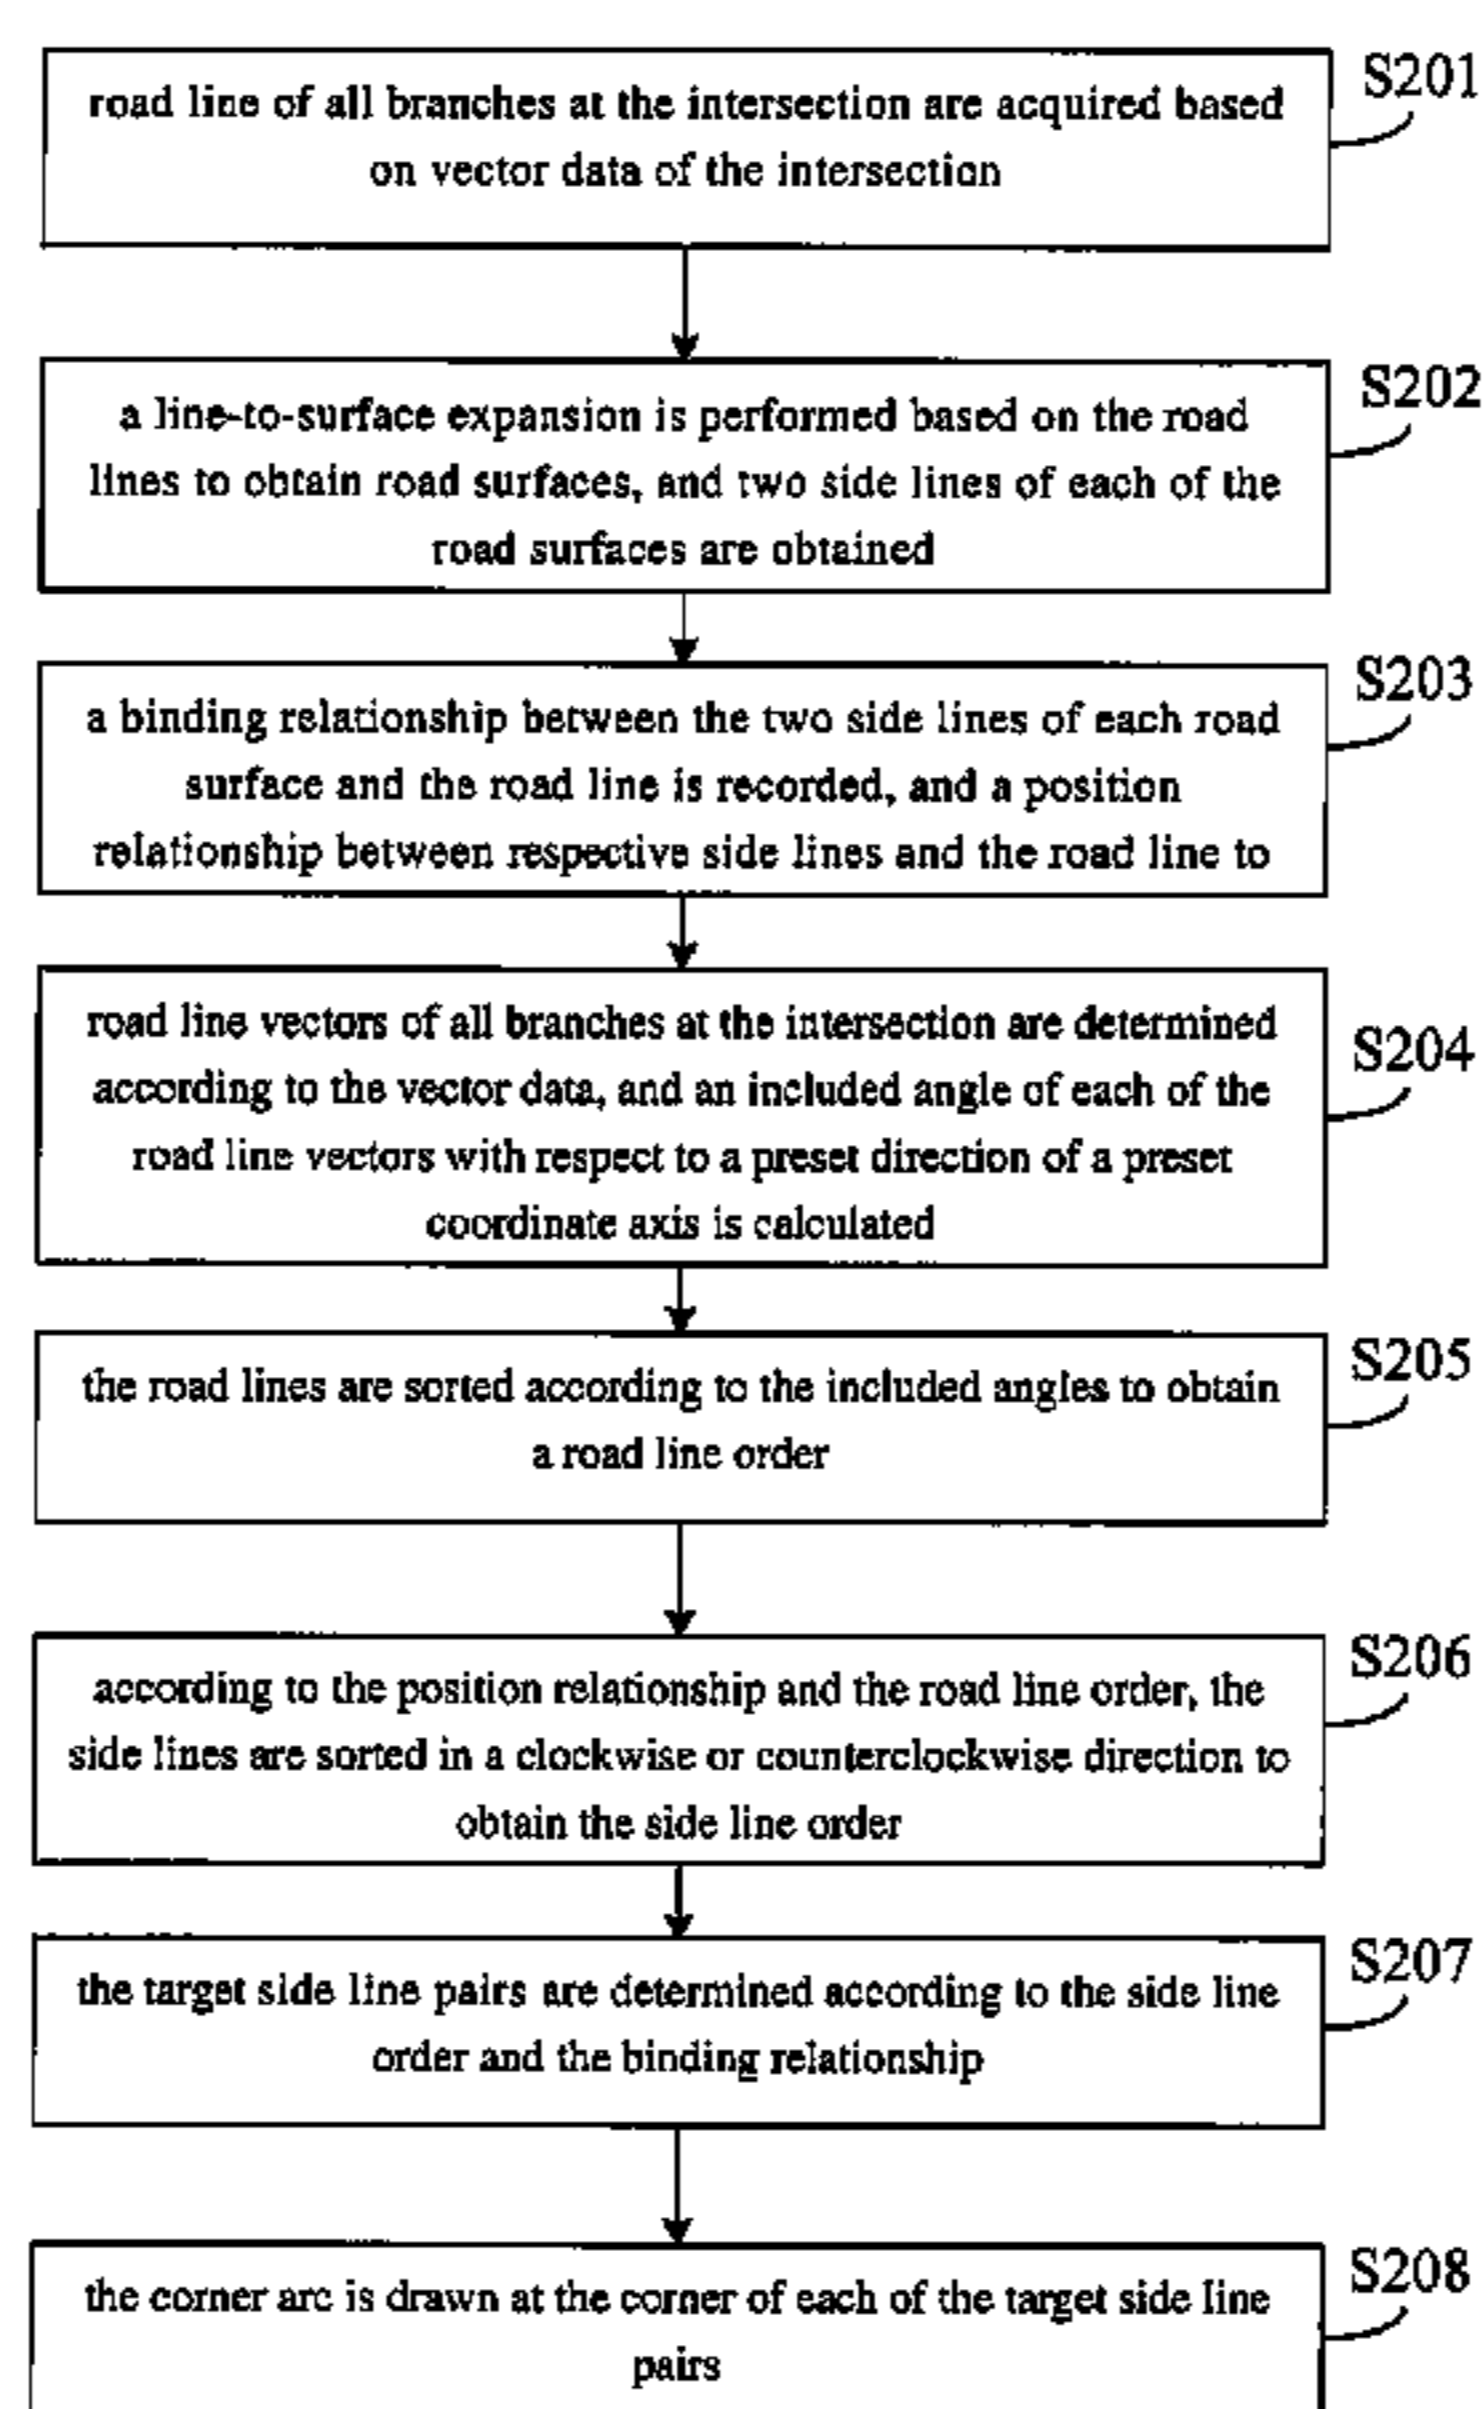 S201
road line of all branches at the intersection are acquired based
on vector data of the intersection
S202
a line-to-surface expansion is performed based on the road
lines to obtain road surfaces, and two side lines of each of the
road surfaces are obtained
S203
a binding relationship between the two side lines of each road
surface and the road line is recorded, and a position
relationship between respective side lines and the road line to
S204
road line vectors of all branches at the intersection are determined
according to the vector data, and an included angle of each of the
road line vectors with respect to a preset direction of a preset
coordinate axis is calculated
S205
the road lines are sorted according to the included angles to obtain
a road line order
S206
according to the position relationship and the road line order, the
side lines are sorted in a clockwise or counterclockwise direction to
obtain the side line order
S207
the target side line pairs are determined according to the side line
order and the binding relationship
S208
the corner arc is drawn at the corner of each of the target side line
pairs